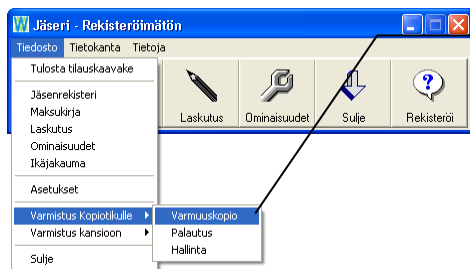 Jäseri - Rekisteröimätön
Tiedosto Tietokanta Tietoja
Tulosta tilauskaavake
Jäsenrekisteri
Maksukirja
Laskutus
Ominaisuudet
Ikäjakauma
Asetukset
Varmistus Kopiotikulle
Varmistus kansioon
Sulje
Varmuuskopio
Palautus
Hallinta
Laskutus Ominaisuudet Sulje Rekisteröi